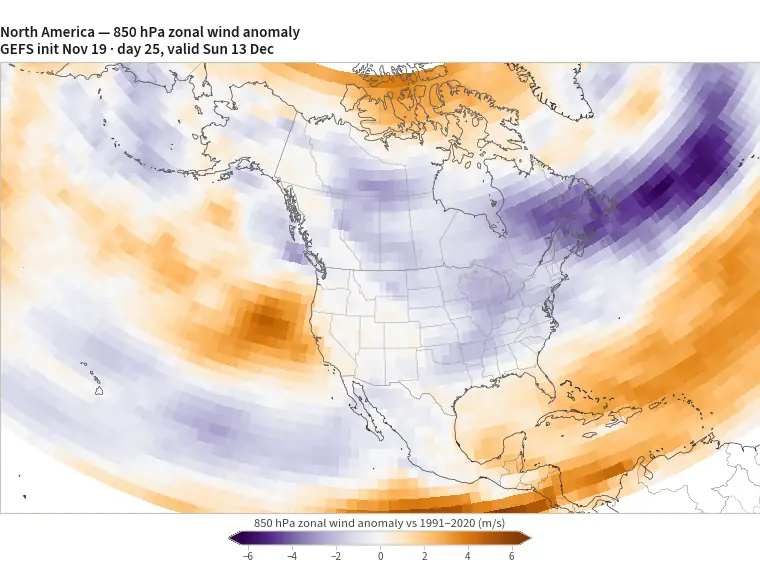 North America — 850 hPa zonal wind anomaly
GEFS init Nov 19 · day 25, valid Sun 13 Dec
850 hPa zonal wind anomaly vs 1991–2020 (m/s)
−6 −4 −2 0 2 4 6